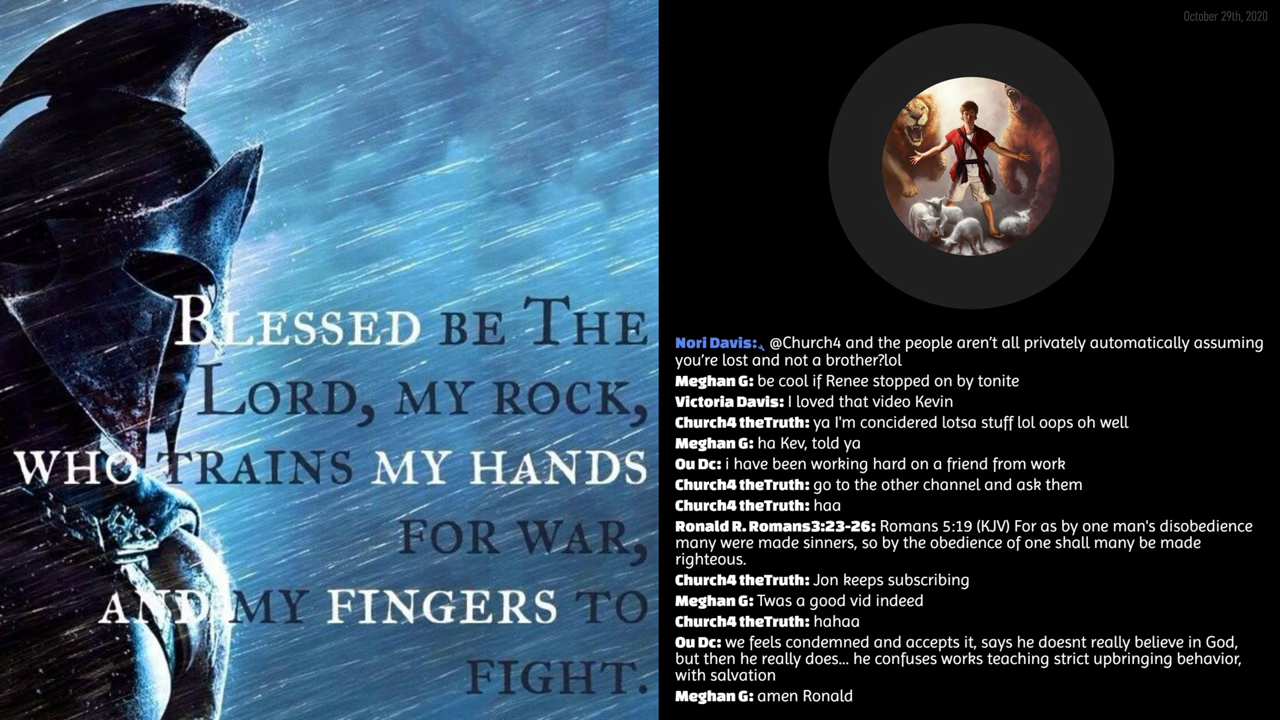 BLESSED BE THE
LORD, MY ROCK,
WHO TRAINS MY HANDS
FOR WAR,
AND MY FINGERS TO
FIGHT.
October 29th, 2020
Nori Davis: @Church4 and the people aren't all privately automatically assuming
you're lost and not a brother?lol
Meghan G: be cool if Renee stopped on by tonite
Victoria Davis: I loved that video Kevin
Church4 theTruth: ya I'm concidered lotsa stuff lol oops oh well
Meghan G: ha Kev, told ya
Ou Dc: i have been working hard on a friend from work
Church4 theTruth: go to the other channel and ask them
Church4 theTruth: haa
Ronald R. Romans3:23-26: Romans 5:19 (KJV) For as by one man's disobedience
many were made sinners, so by the obedience of one shall many be made
righteous.
Church4 theTruth: Jon keeps subscribing
Meghan G: Twas a good vid indeed
Church4 theTruth: hahaa
Ou Dc: we feels condemned and accepts it, says he doesnt really believe in God,
but then he really does... he confuses works teaching strict upbringing behavior,
with salvation
Meghan G: amen Ronald